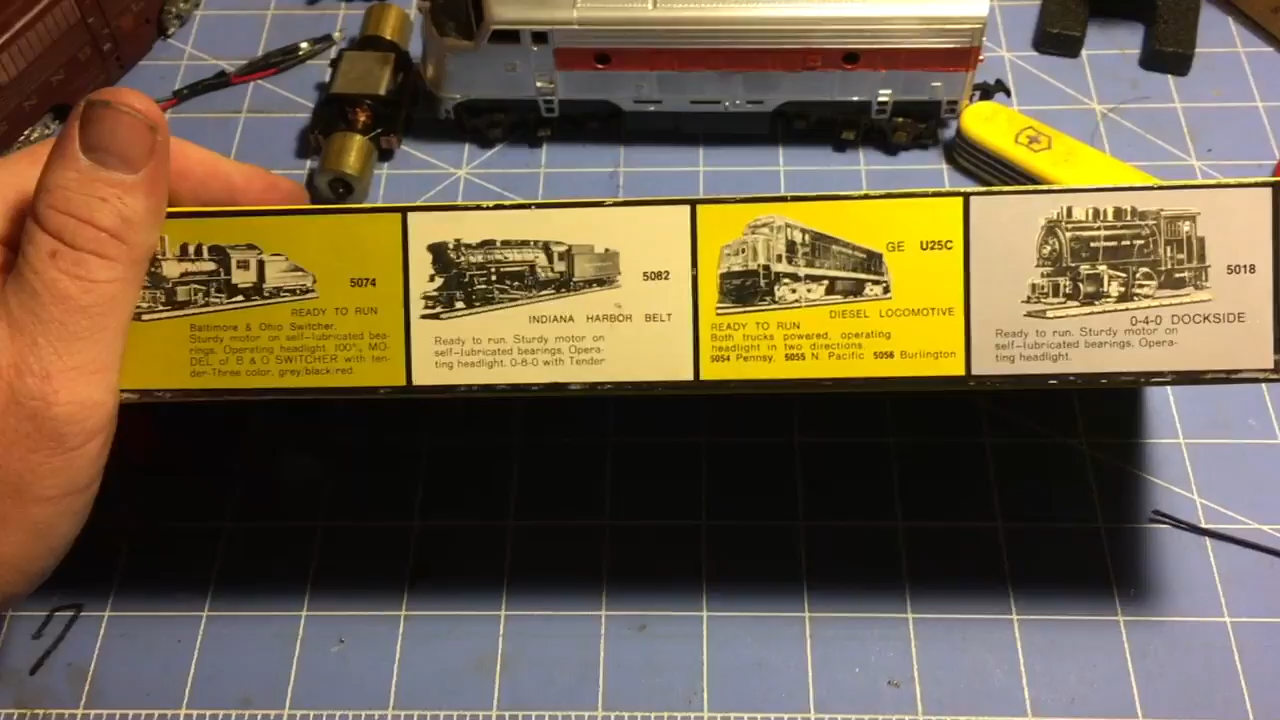 5074
READY TO RUN
Baltimore & Ohio Switcher.
Sturdy motor on self-lubricated bea-
rings. Operating headlight. 100% MO-
DEL of B & O SWITCHER with ten-
der-Three color, grey/black/red.
5082
INDIANA HARBOR BELT
Ready to run. Sturdy motor on
self-lubricated bearings, Opera-
ting headlight. 0-8-0 with Tender
GE U25C
DIESEL LOCOMOTIVE
READY TO RUN
Both trucks powered, operating
headlight in two directions.
5054 Pennsy. 5055 N. Pacific 5056 Burlington
5018
0-4-0 DOCKSIDE
Ready to run. Sturdy motor on
self-lubricated bearings, Opera-
ting headlight.